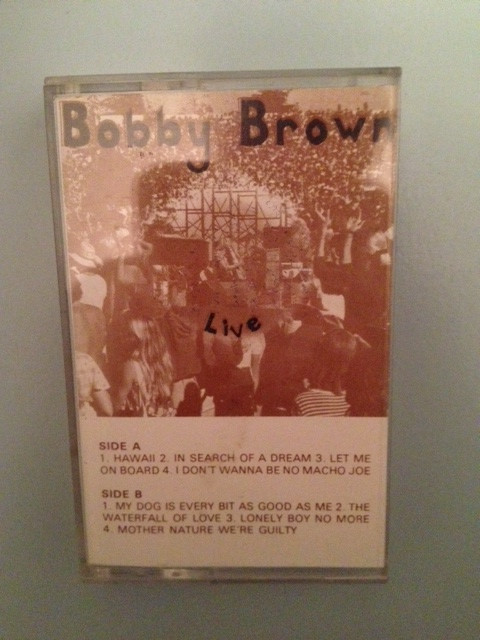 Bobby Brown
Live
SIDE A
1. HAWAII 2. IN SEARCH OF A DREAM 3. LET ME
ON BOARD 4. I DON'T WANNA BE NO MACHO JOE
SIDE B
1. MY DOG IS EVERY BIT AS GOOD AS ME 2. THE
WATERFALL OF LOVE 3. LONELY BOY NO MORE
4. MOTHER NATURE WE'RE GUILTY